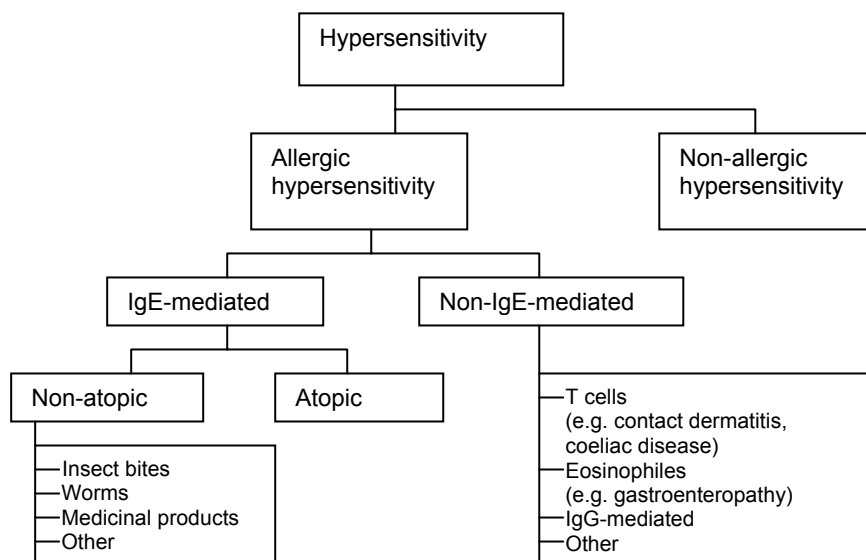 Hypersensitivity
Allergic
hypersensitivity
Non-allergic
hypersensitivity
IgE-mediated
Non-IgE-mediated
Non-atopic
Atopic
Insect bites
Worms
Medicinal products
Other
T cells
(e.g. contact dermatitis,
coeliac disease)
Eosinophiles
(e.g. gastroenteropathy)
IgG-mediated
Other